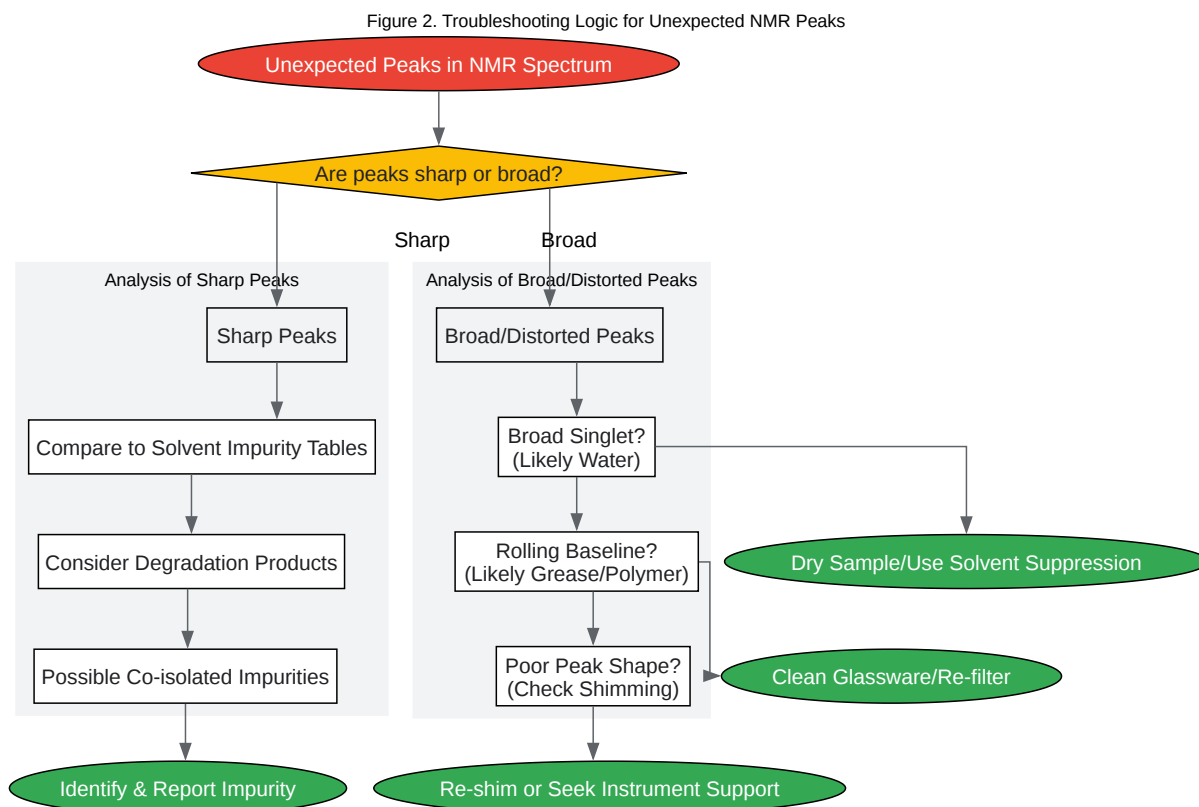 Figure 2. Troubleshooting Logic for Unexpected NMR Peaks
Unexpected Peaks in NMR Spectrum
Are peaks sharp or broad?
Sharp
Broad
Analysis of Sharp Peaks
Sharp Peaks
Compare to Solvent Impurity Tables
Consider Degradation Products
Possible Co-isolated Impurities
Identify & Report Impurity
Analysis of Broad/Distorted Peaks
Broad/Distorted Peaks
Broad Singlet?
(Likely Water)
Rolling Baseline?
(Likely Grease/Polymer)
Poor Peak Shape?
(Check Shimming)
Dry Sample/Use Solvent Suppression
Clean Glassware/Re-filter
Re-shim or Seek Instrument Support